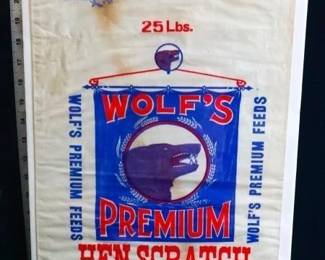 25 Lbs.
WOLF'S
WOLF'S PREMIUM FEEDS
WOLF'S PREMIUM FEEDS
PREMIUM
HEN SCRATCH